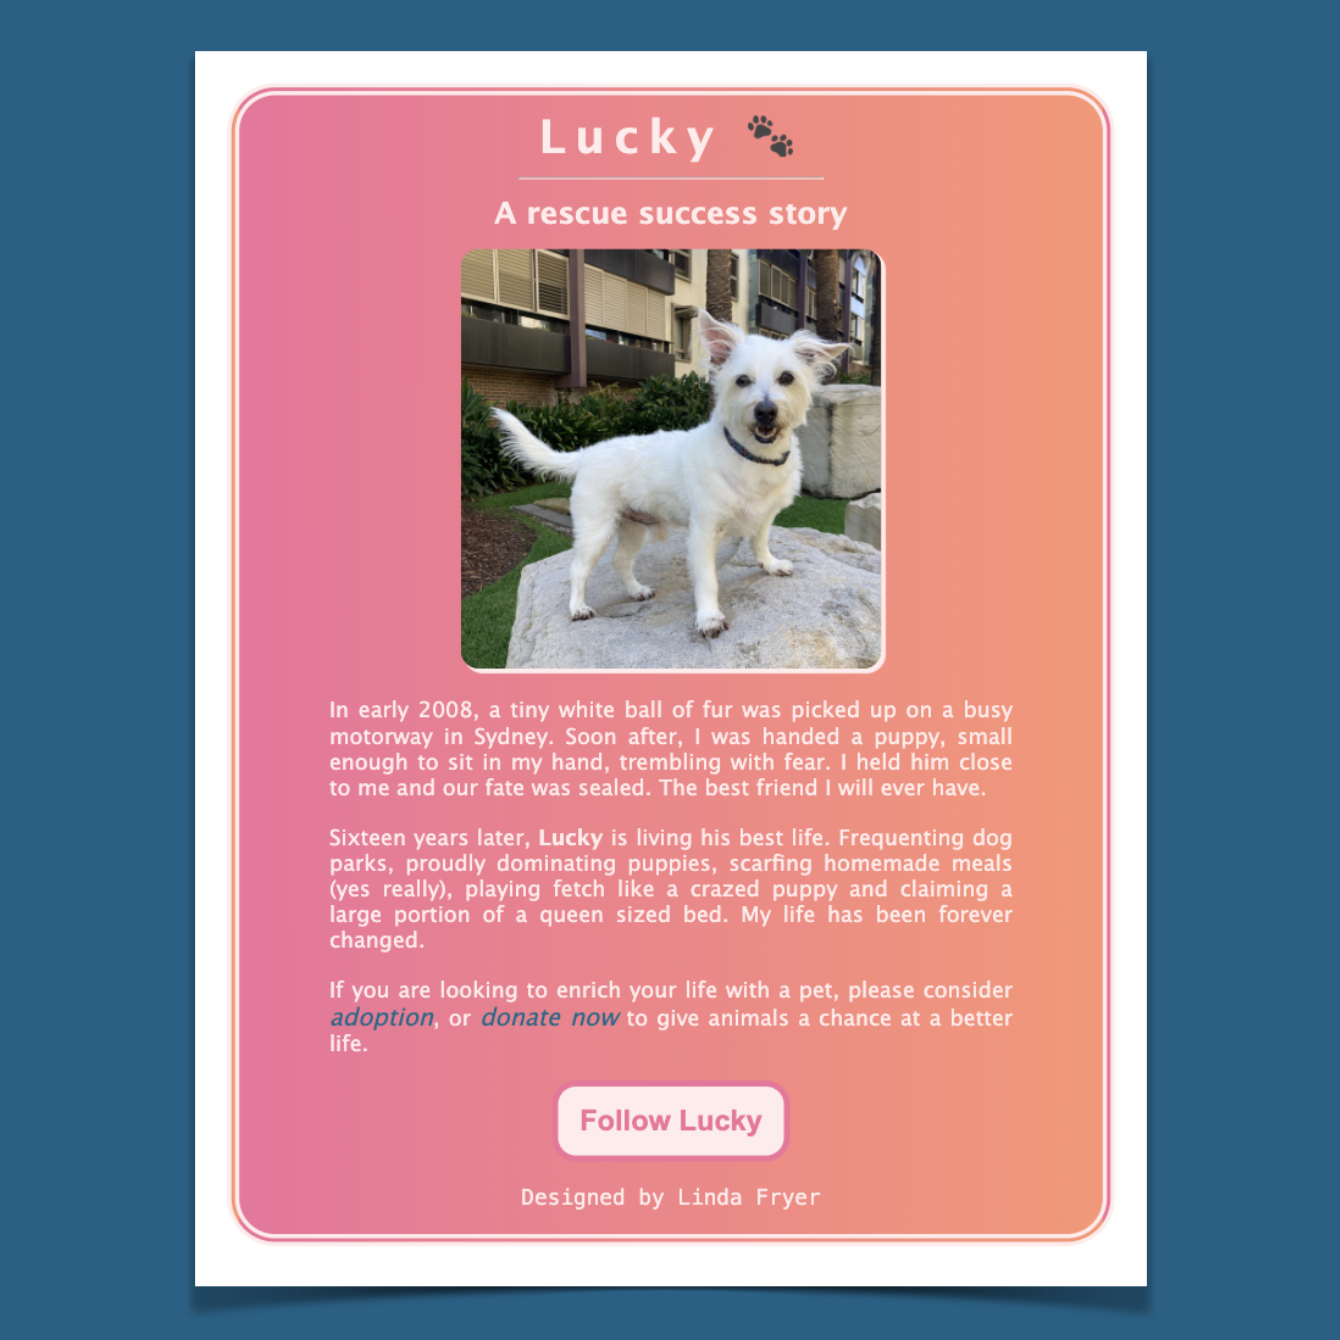 Lucky 🐾
A rescue success story
In early 2008, a tiny white ball of fur was picked up on a busy
motorway in Sydney. Soon after, I was handed a puppy, small
enough to sit in my hand, trembling with fear. I held him close
to me and our fate was sealed. The best friend I will ever have.
Sixteen years later, Lucky is living his best life. Frequenting dog
parks, proudly dominating puppies, scarfing homemade meals
(yes really), playing fetch like a crazed puppy and claiming a
large portion of a queen sized bed. My life has been forever
changed.
If you are looking to enrich your life with a pet, please consider
adoption, or donate now to give animals a chance at a better
life.
Follow Lucky
Designed by Linda Fryer